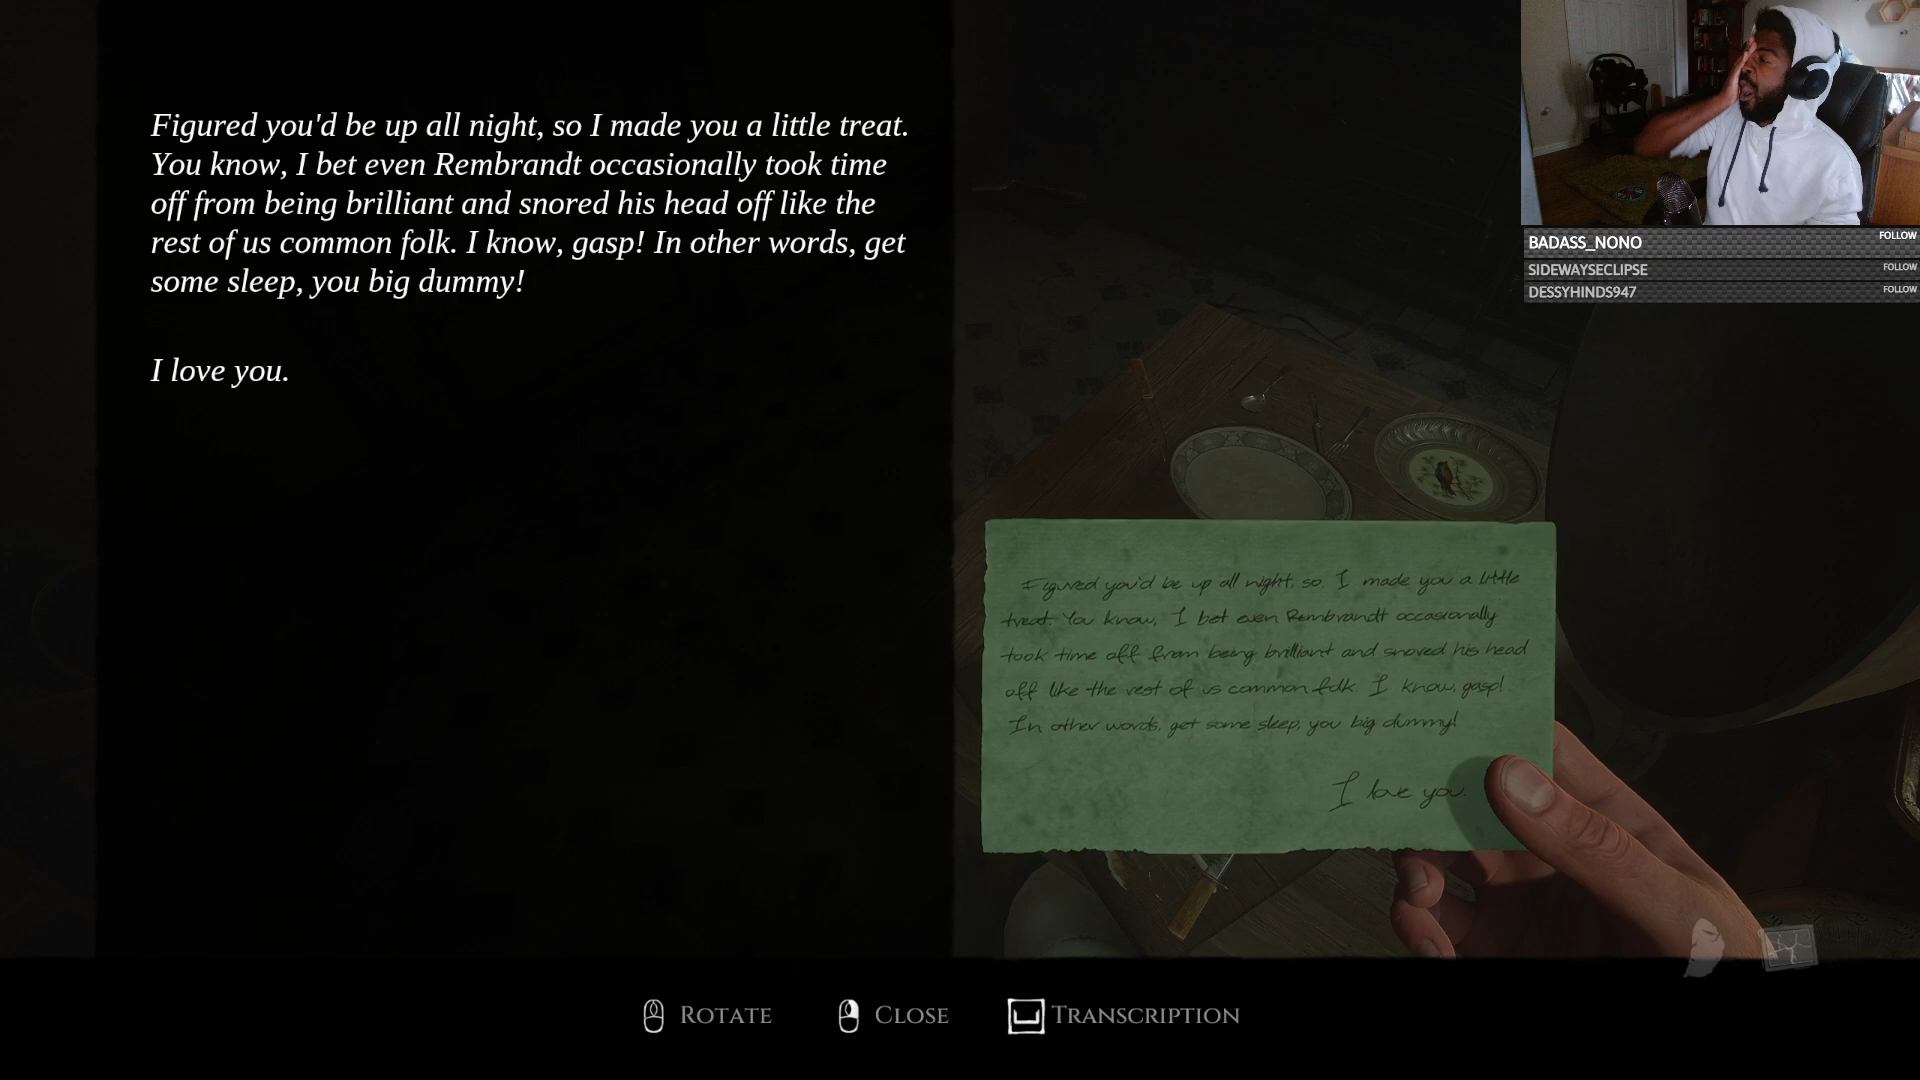 Figured you'd be up all night, so I made you a little treat.
You know, I bet even Rembrandt occasionally took time
off from being brilliant and snored his head off like the
rest of us common folk. I know, gasp! In other words, get
some sleep, you big dummy!
I love you.
BADASS_NONO FOLLOW
SIDEWAYSECLIPSE FOLLOW
DESSYHINDS947 FOLLOW
Figured you'd be up all night, so I made you a little
treat. You know, I bet even Rembrandt occasionally
took time off from being brilliant and snored his head
off like the rest of us common folk. I know, gasp!
In other words, get some sleep, you big dummy!
I love you.
ROTATE CLOSE TRANSCRIPTION